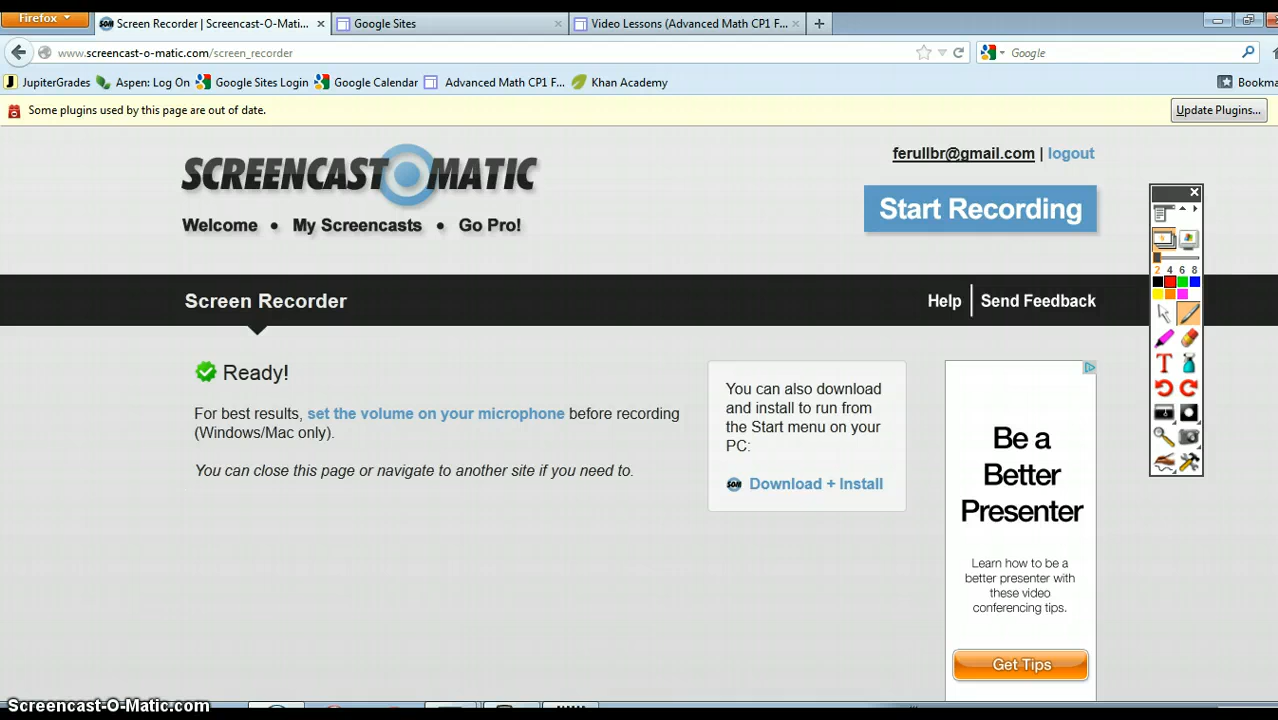 Firefox
Screen Recorder | Screencast-O-Mati...
Google Sites
Video Lessons (Advanced Math CP1 F...
www.screencast-o-matic.com/screen_recorder
Google
JupiterGrades
Aspen: Log On
Google Sites Login
Google Calendar
Advanced Math CP1 F...
Khan Academy
Bookma
Some plugins used by this page are out of date.
Update Plugins...
SCREENCAST O MATIC
ferullbr@gmail.com | logout
Welcome • My Screencasts • Go Pro!
Start Recording
Screen Recorder
Help
Send Feedback
2 4 6 8
T
Ready!
For best results, set the volume on your microphone before recording
(Windows/Mac only).
You can close this page or navigate to another site if you need to.
You can also download
and install to run from
the Start menu on your
PC:
SOM
Download + Install
Be a
Better
Presenter
Learn how to be a
better presenter with
these video
conferencing tips.
Get Tips
Screencast-O-Matic.com